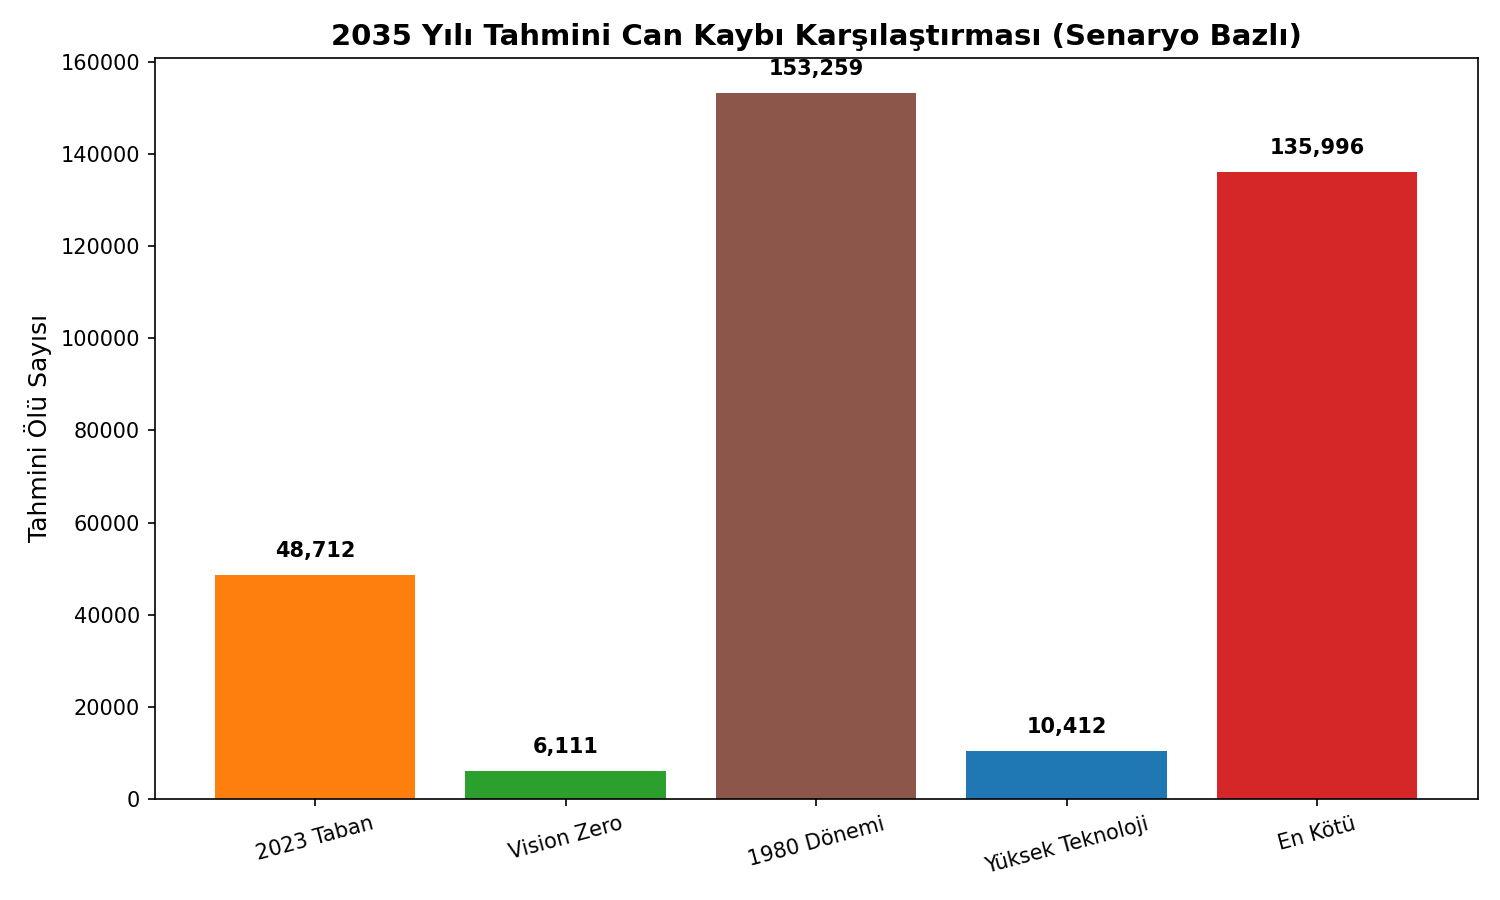 2035 Yılı Tahmini Can Kaybı Karşılaştırması (Senaryo Bazlı)
Tahmini Ölü Sayısı
160000
140000
120000
100000
80000
60000
40000
20000
0
48,712
6,111
153,259
10,412
135,996
2023 Taban
Vision Zero
1980 Dönemi
Yüksek Teknoloji
En Kötü